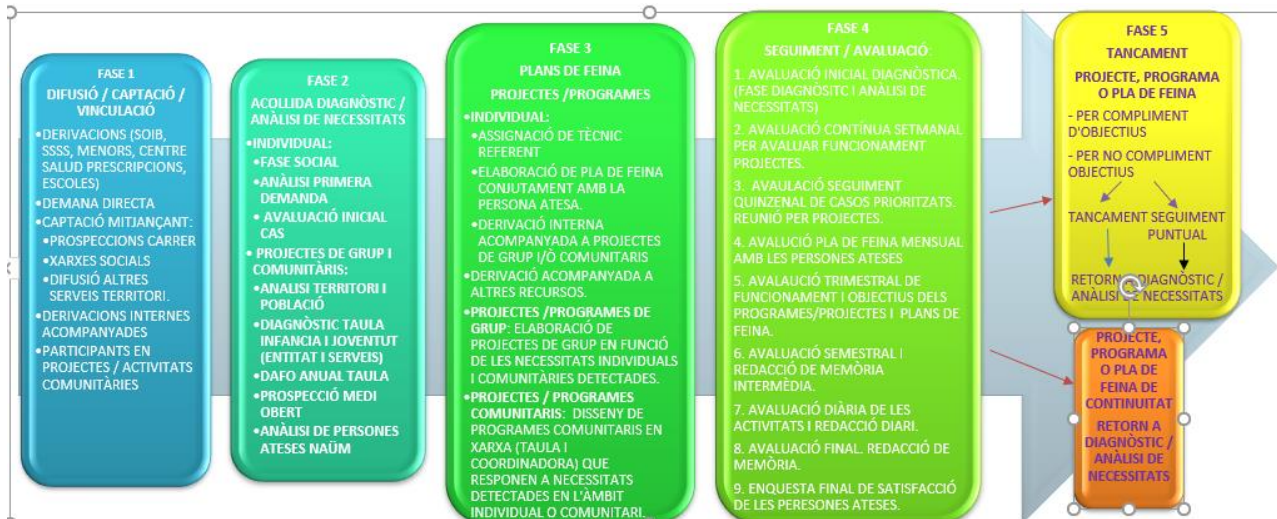 FASE 1
DIFUSIÓ / CAPTACIÓ /
VINCULACIÓ
•DERIVACIONS (SOIB,
SSSS, MENORS, CENTRE
SALUD PRESCRIPCIONS,
ESCOLES)
•DEMANA DIRECTA
•CAPTACIÓ MITJANÇANT:
•PROSPECCIONS CARRER
•XARXES SOCIALS
•DIFUSIÓ ALTRES
SERVEIS TERRITORI.
•DERIVACIONS INTERNES
ACOMPANYADES
•PARTICIPANTS EN
PROJECTES / ACTIVITATS
COMUNITÀRIES
FASE 2
ACOLLIDA DIAGNÒSTIC /
ANÀLISI DE NECESSITATS
•INDIVIDUAL:
•FASE SOCIAL
•ANÀLISI PRIMERA
DEMANDA
•AVALUACIÓ INICIAL
CAS
•PROJECTES DE GRUP I
COMUNITÀRIS:
•ANALISI TERRITORI I
POBLACIÓ
•DIAGNÒSTIC TAULA
INFANCIA I JOVENTUT
(ENTITAT I SERVEIS)
•DAFO ANUAL TAULA
•PROSPECCIÓ MEDI
OBERT
•ANÀLISI DE PERSONES
ATESES NAÜM
FASE 3
PLANS DE FEINA
PROJECTES /PROGRAMES
•INDIVIDUAL:
•ASSIGNACIÓ DE TÈCNIC
REFERENT
•ELABORACIÓ DE PLA DE FEINA
CONJUTAMENT AMB LA
PERSONA ATESA.
•DERIVACIÓ INTERNA
ACOMPANYADA A PROJECTES
DE GRUP I/Ò COMUNITARIS
•DERIVACIÓ ACOMPANYADA A
ALTRES RECURSOS.
•PROJECTES /PROGRAMES DE
GRUP: ELABORACIÓ DE
PROJECTES DE GRUP EN FUNCIÓ
DE LES NECESSITATS INDIVIDUALS
I COMUNITÀRIES DETECTADES.
•PROJECTES / PROGRAMES
COMUNITARIS: DISSENY DE
PROGRAMES COMUNITARIS EN
XARXA (TAULA I
COORDINADORA) QUE
RESPONEN A NECESSITATS
DETECTADES EN L'ÀMBIT
INDIVIDUAL O COMUNITARI.
FASE 4
SEGUIMENT / AVALUACIÓ:
1. AVALUACIÓ INICIAL DIAGNÒSTICA.
(FASE DIAGNÒSITC I ANÀLISI DE
NECESSITATS)
2. AVALUACIÓ CONTÍNUA SETMANAL
PER AVALUAR FUNCIONAMENT
PROJECTES.
3. AVAULACIÓ SEGUIMENT
QUINZENAL DE CASOS PRIORITZATS.
REUNIÓ PER PROJECTES.
4. AVALUCIÓ PLA DE FEINA MENSUAL
AMB LES PERSONES ATESES
5. AVALAUCIÓ TRIMESTRAL DE
FUNCIONAMENT I OBJECTIUS DELS
PROGRAMES/PROJECTES I PLANS DE
FEINA.
6. AVALUACIÓ SEMESTRAL I
REDACCIÓ DE MEMÒRIA
INTERMÈDIA.
7. AVALUACIÓ DIÀRIA DE LES
ACTIVITATS I REDACCIÓ DIARI.
8. AVALUACIÓ FINAL. REDACCIÓ DE
MEMÒRIA.
9. ENQUESTA FINAL DE SATISFACCIÓ
DE LES PERESONES ATESES.
FASE 5
TANCAMENT
PROJECTE, PROGRAMA
O PLA DE FEINA
- PER COMPLIMENT
D'OBJECTIUS
- PER NO COMPLIMENT
OBJECTIUS
TANCAMENT SEGUIMENT
PUNTUAL
RETORN A DIAGNÒSTIC /
ANÀLISI DE NECESSITATS
PROJECTE,
PROGRAMA
O PLA DE
FEINA DE
CONTINUITAT
RETORN A
DIAGNÒSTIC /
ANÀLISI DE
NECESSITATS